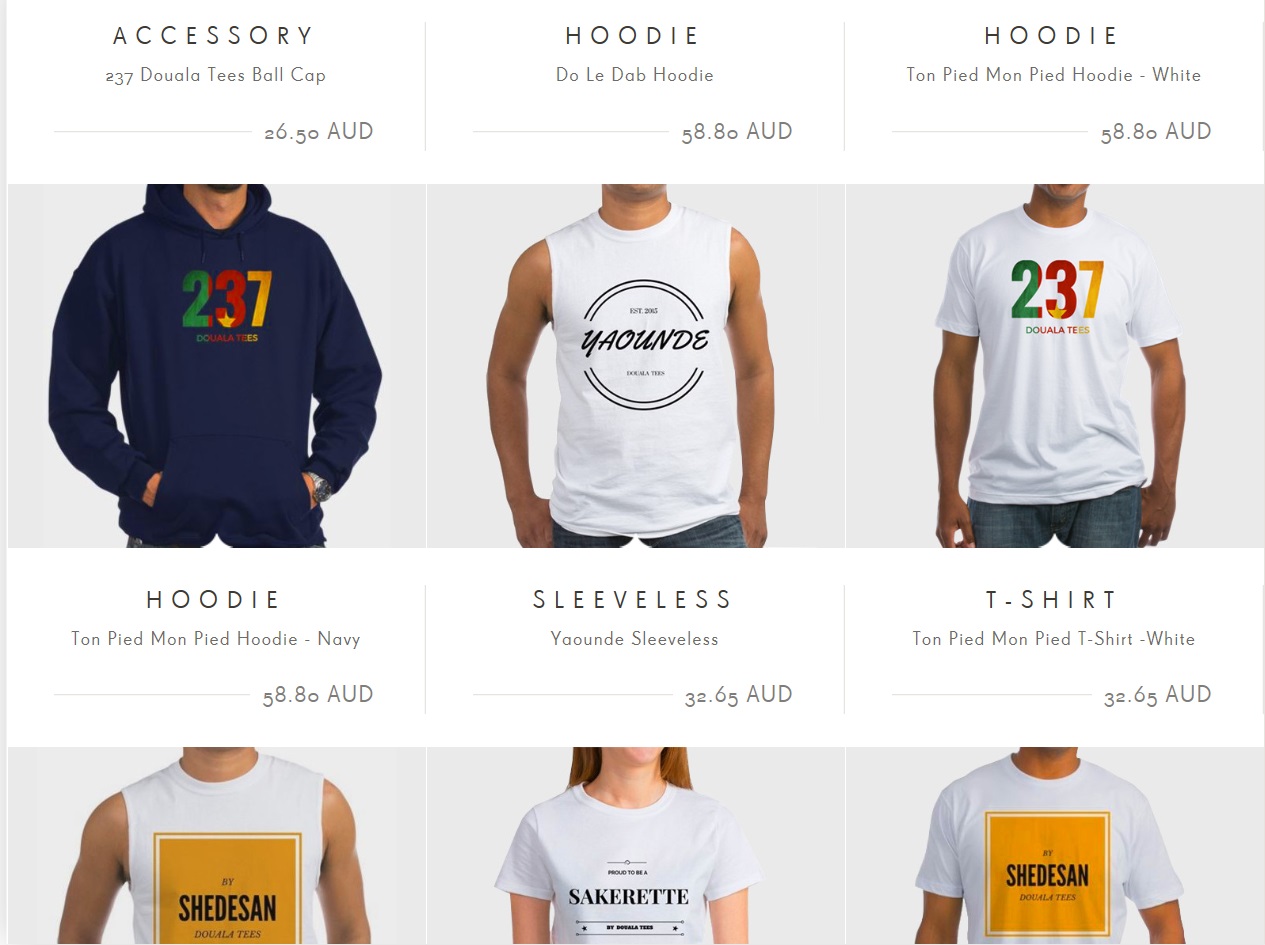 ACCESSORY
237 Douala Tees Ball Cap
26.50 AUD
HOODIE
Do Le Dab Hoodie
58.80 AUD
HOODIE
Ton Pied Mon Pied Hoodie - White
58.80 AUD
237
DOUALA TEES
EST. 2015
YAOUNDE
DOUALA TEES
237
DOUALA TEES
HOODIE
Ton Pied Mon Pied Hoodie - Navy
58.80 AUD
SLEEVELESS
Yaounde Sleeveless
32.65 AUD
T-SHIRT
Ton Pied Mon Pied T-Shirt -White
32.65 AUD
BY
SHEDESAN
DOUALA TEES
PROUD TO BE A
SAKERETTE
BY DOUALA TEES
BY
SHEDESAN
DOUALA TEES